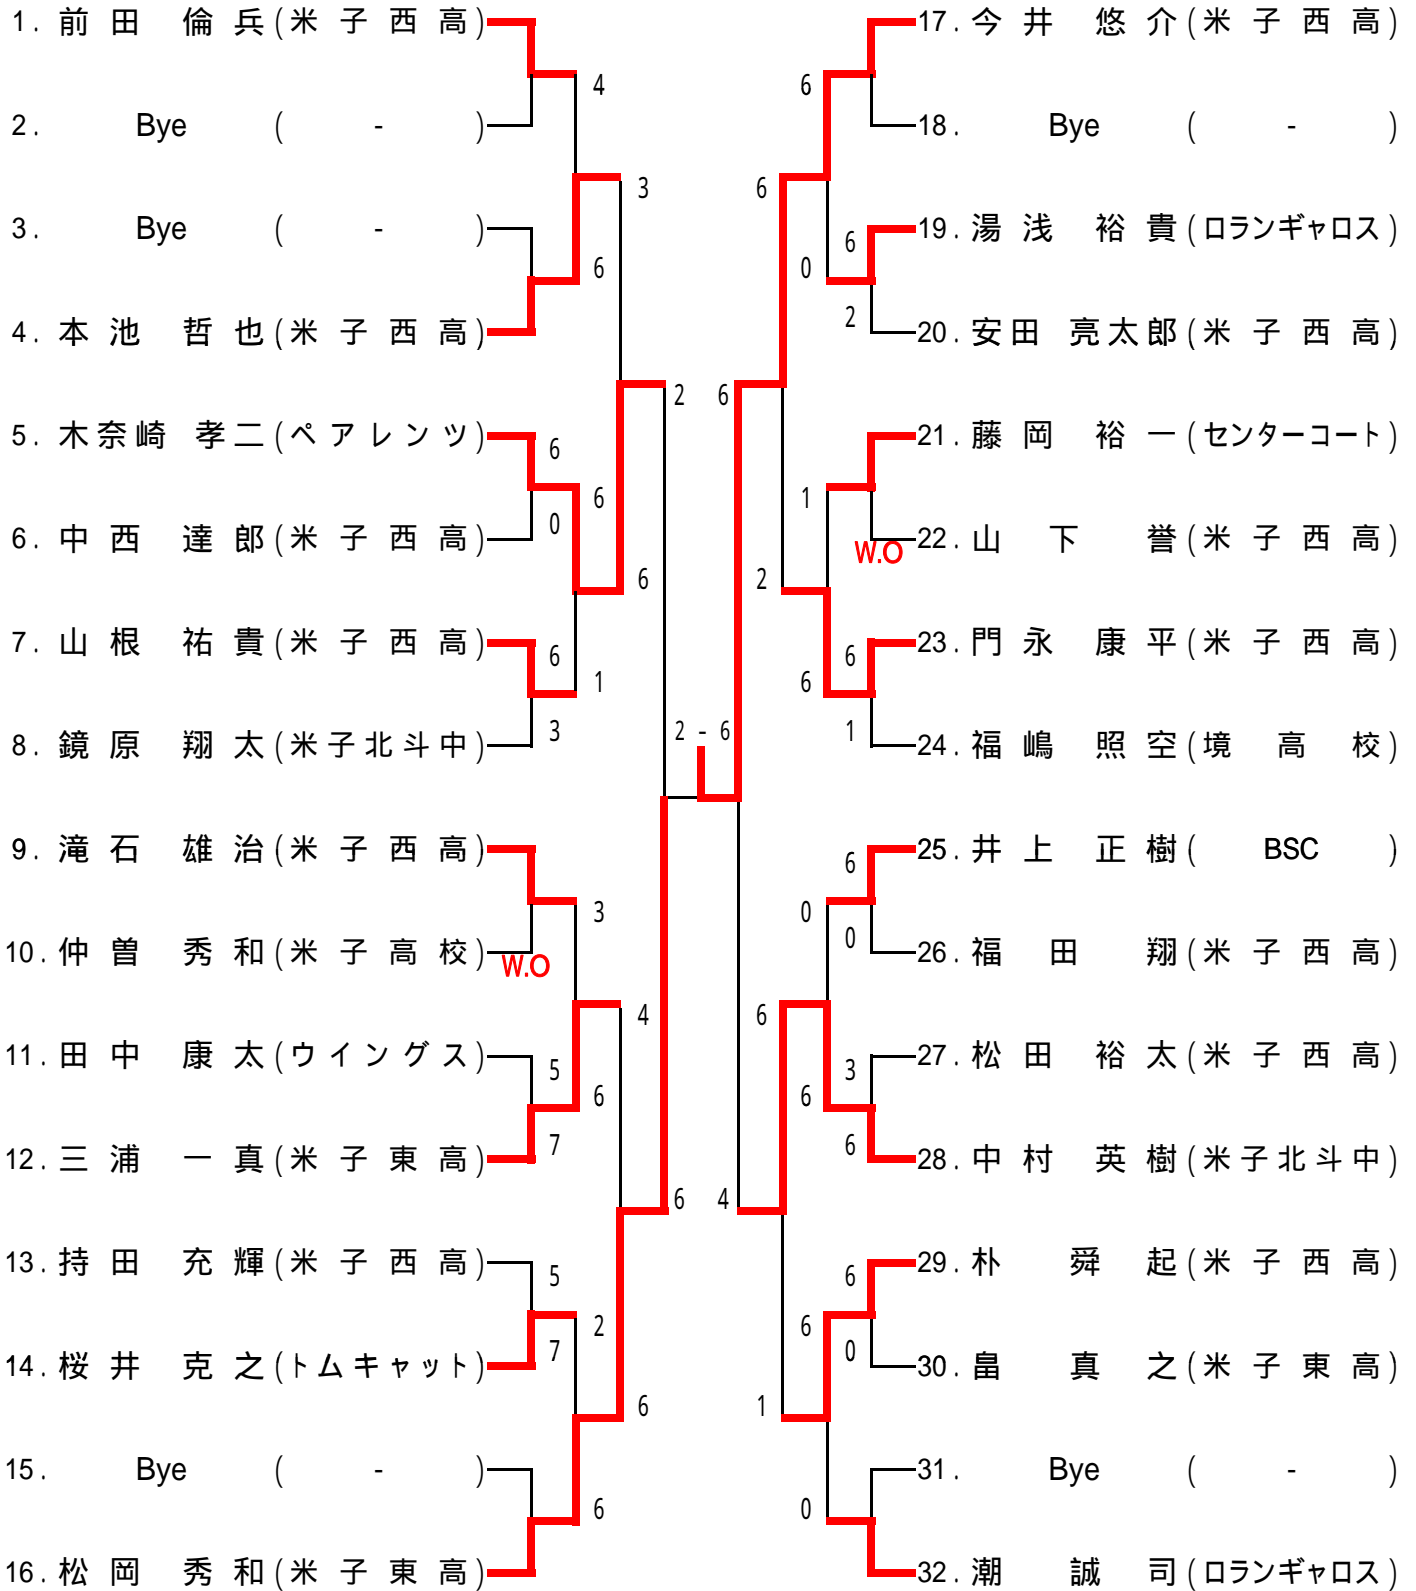 1. 前田 倫兵(米子西高)
4
2. Bye ( - )
3
3. Bye ( - )
6
4. 本池 哲也(米子西高)
2
5. 木奈崎 孝二(ペアレンツ)
6
6
0
6. 中西 達郎(米子西高)
6
7. 山根 祐貴(米子西高)
6
1
3
8. 鏡原 翔太(米子北斗中)
2 - 6
9. 滝石 雄治(米子西高)
3
10. 仲曽 秀和(米子高校)
W.O
4
11. 田中 康太(ウイングス)
5
6
7
12. 三浦 一真(米子東高)
6
13. 持田 充輝(米子西高)
5
2
7
14. 桜井 克之(トムキャット)
6
15. Bye ( - )
6
16. 松岡 秀和(米子東高)
17. 今井 悠介(米子西高)
6
18. Bye ( - )
6
19. 湯浅 裕貴(ロランギャロス)
6
0
2
20. 安田 亮太郎(米子西高)
6
21. 藤岡 裕一(センターコート)
1
22. 山下 誉(米子西高)
W.O
2
23. 門永 康平(米子西高)
6
6
1
24. 福嶋 照空(境高校)
25. 井上 正樹( BSC )
6
0
0
26. 福田 翔(米子西高)
6
27. 松田 裕太(米子西高)
3
6
6
28. 中村 英樹(米子北斗中)
4
29. 朴 舜起(米子西高)
6
6
0
30. 畠 真之(米子東高)
1
31. Bye ( - )
0
32. 潮 誠司(ロランギャロス)